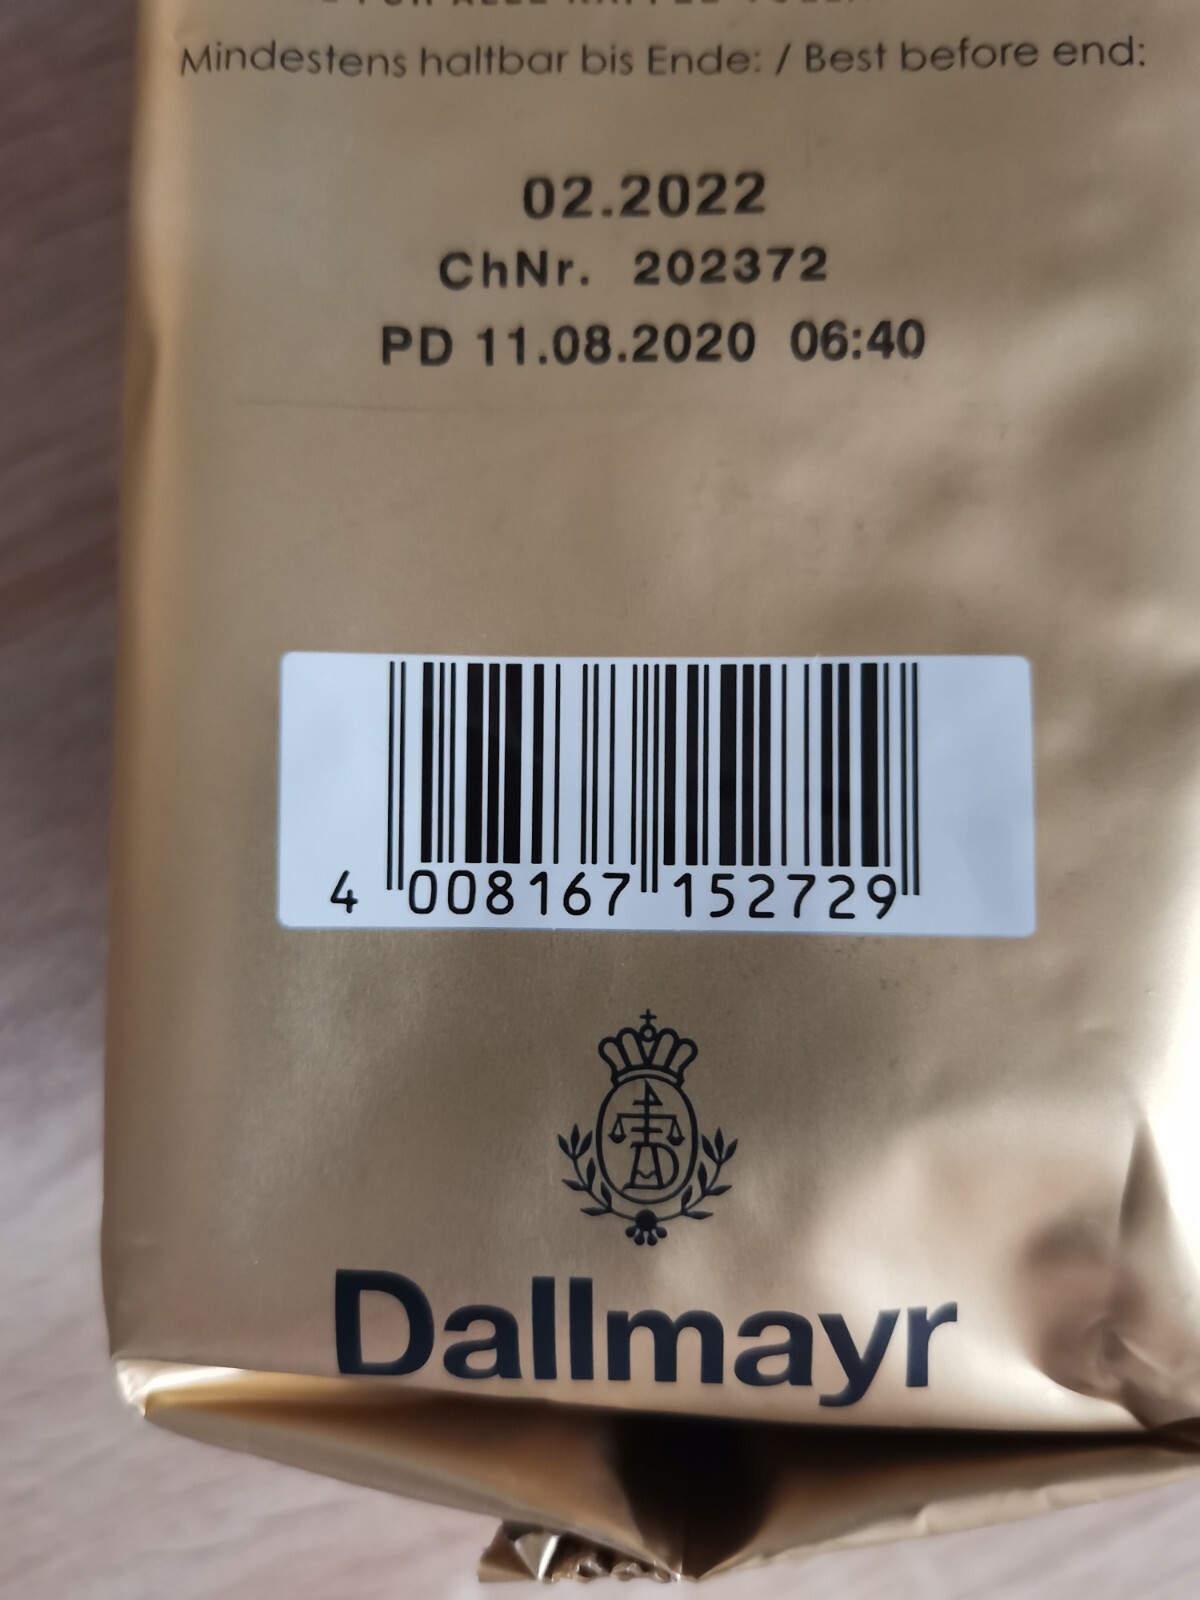 Mindestens haltbar bis Ende: / Best before end:
02.2022
ChNr. 202372
PD 11.08.2020 06:40
4 008167 152729
Dallmayr